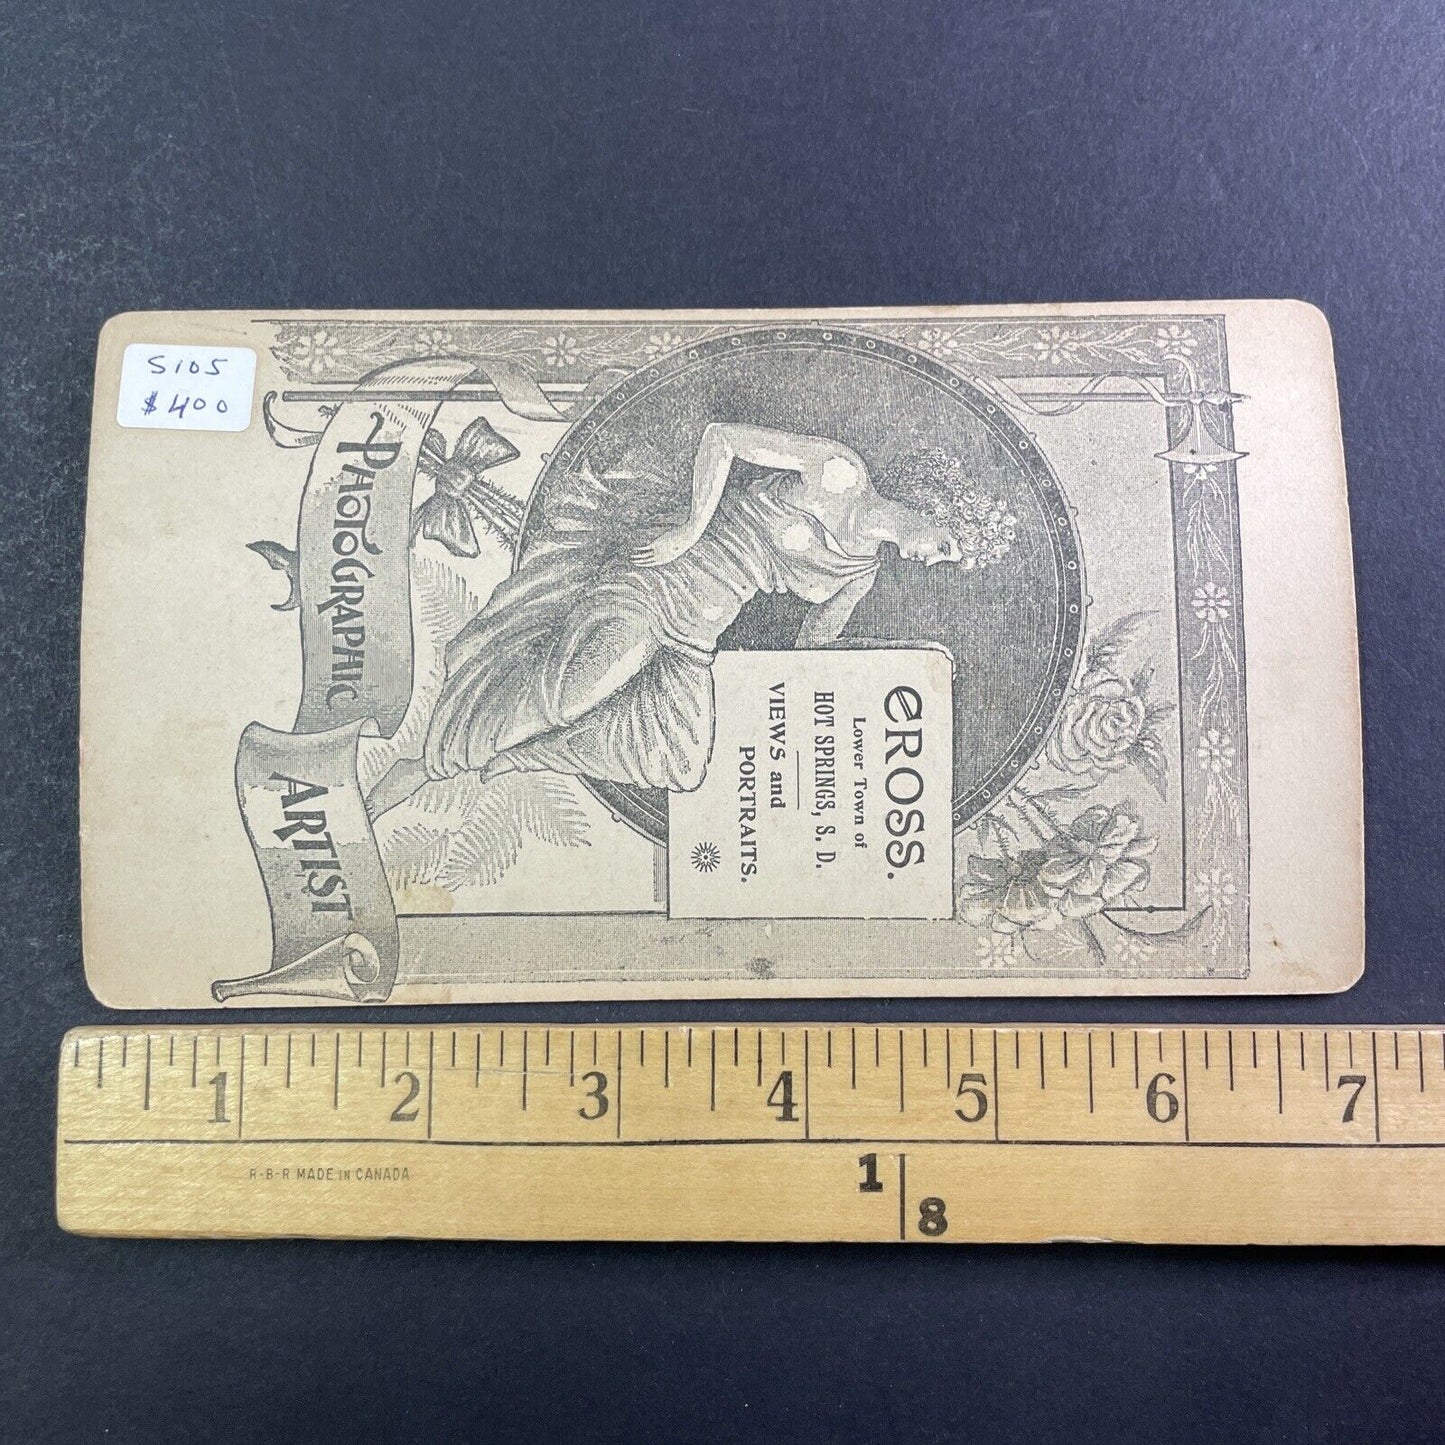 S105
$400
PHOTOGRAPHIC
ARTIST
CROSS.
Lower Town of
HOT SPRINGS, S. D.
VIEWS and
PORTRAITS.
1 2 3 4 5 6 7
R-B-R MADE IN CANADA
1
8